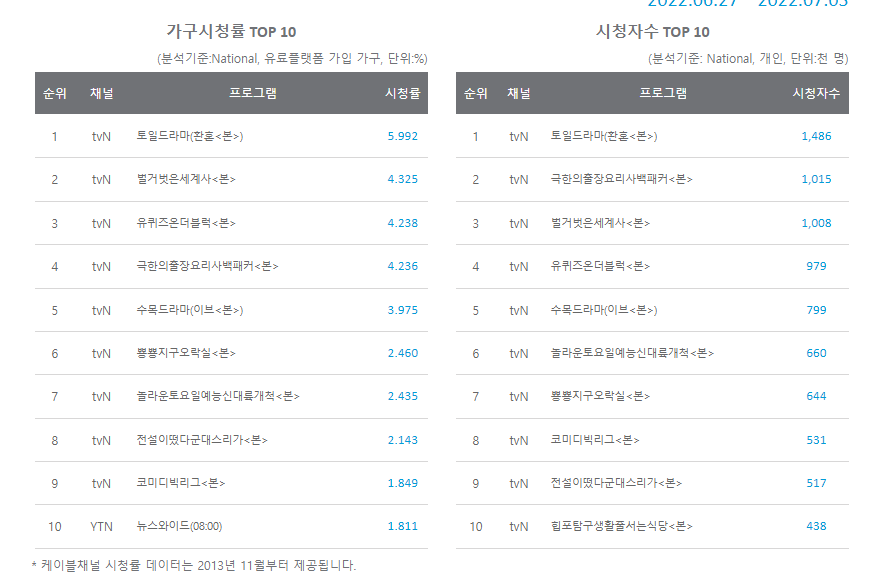 2022.06.27 2022.07.03
가구시청률 TOP 10
(분석기준:National, 유료플랫폼 가입 가구, 단위:%)
순위 채널 프로그램 시청률
1 tvN 토일드라마(환혼<본>) 5.992
2 tvN 벌거벗은세계사<본> 4.325
3 tvN 유퀴즈온더블럭<본> 4.238
4 tvN 극한의출장요리사백패커<본> 4.236
5 tvN 수목드라마(이브<본>) 3.975
6 tvN 뿅뿅지구오락실<본> 2.460
7 tvN 놀라운토요일예능신대륙개척<본> 2.435
8 tvN 전설이떴다군대스리가<본> 2.143
9 tvN 코미디빅리그<본> 1.849
10 YTN 뉴스와이드(08:00) 1.811
시청자수 TOP 10
(분석기준: National, 개인, 단위:천 명)
순위 채널 프로그램 시청자수
1 tvN 토일드라마(환혼<본>) 1,486
2 tvN 극한의출장요리사백패커<본> 1,015
3 tvN 벌거벗은세계사<본> 1,008
4 tvN 유퀴즈온더블럭<본> 979
5 tvN 수목드라마(이브<본>) 799
6 tvN 놀라운토요일예능신대륙개척<본> 660
7 tvN 뿅뿅지구오락실<본> 644
8 tvN 코미디빅리그<본> 531
9 tvN 전설이떴다군대스리가<본> 517
10 tvN 힘포탐구생활줄서는식당<본> 438
* 케이블채널 시청률 데이터는 2013년 11월부터 제공됩니다.